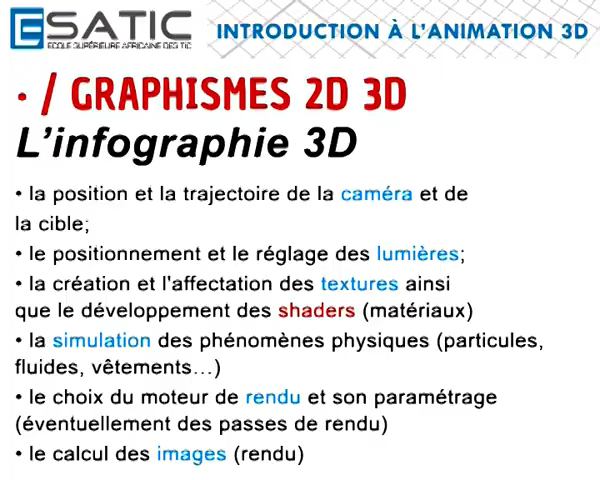 ESATIC
ECOLE SUPÉRIEURE AFRICAINE DES TIC
INTRODUCTION À L'ANIMATION 3D
• / GRAPHISMES 2D 3D
L'infographie 3D
• la position et la trajectoire de la caméra et de
la cible;
• le positionnement et le réglage des lumières;
• la création et l'affectation des textures ainsi
que le développement des shaders (matériaux)
• la simulation des phénomènes physiques (particules,
fluides, vêtements…)
• le choix du moteur de rendu et son paramétrage
(éventuellement des passes de rendu)
• le calcul des images (rendu)